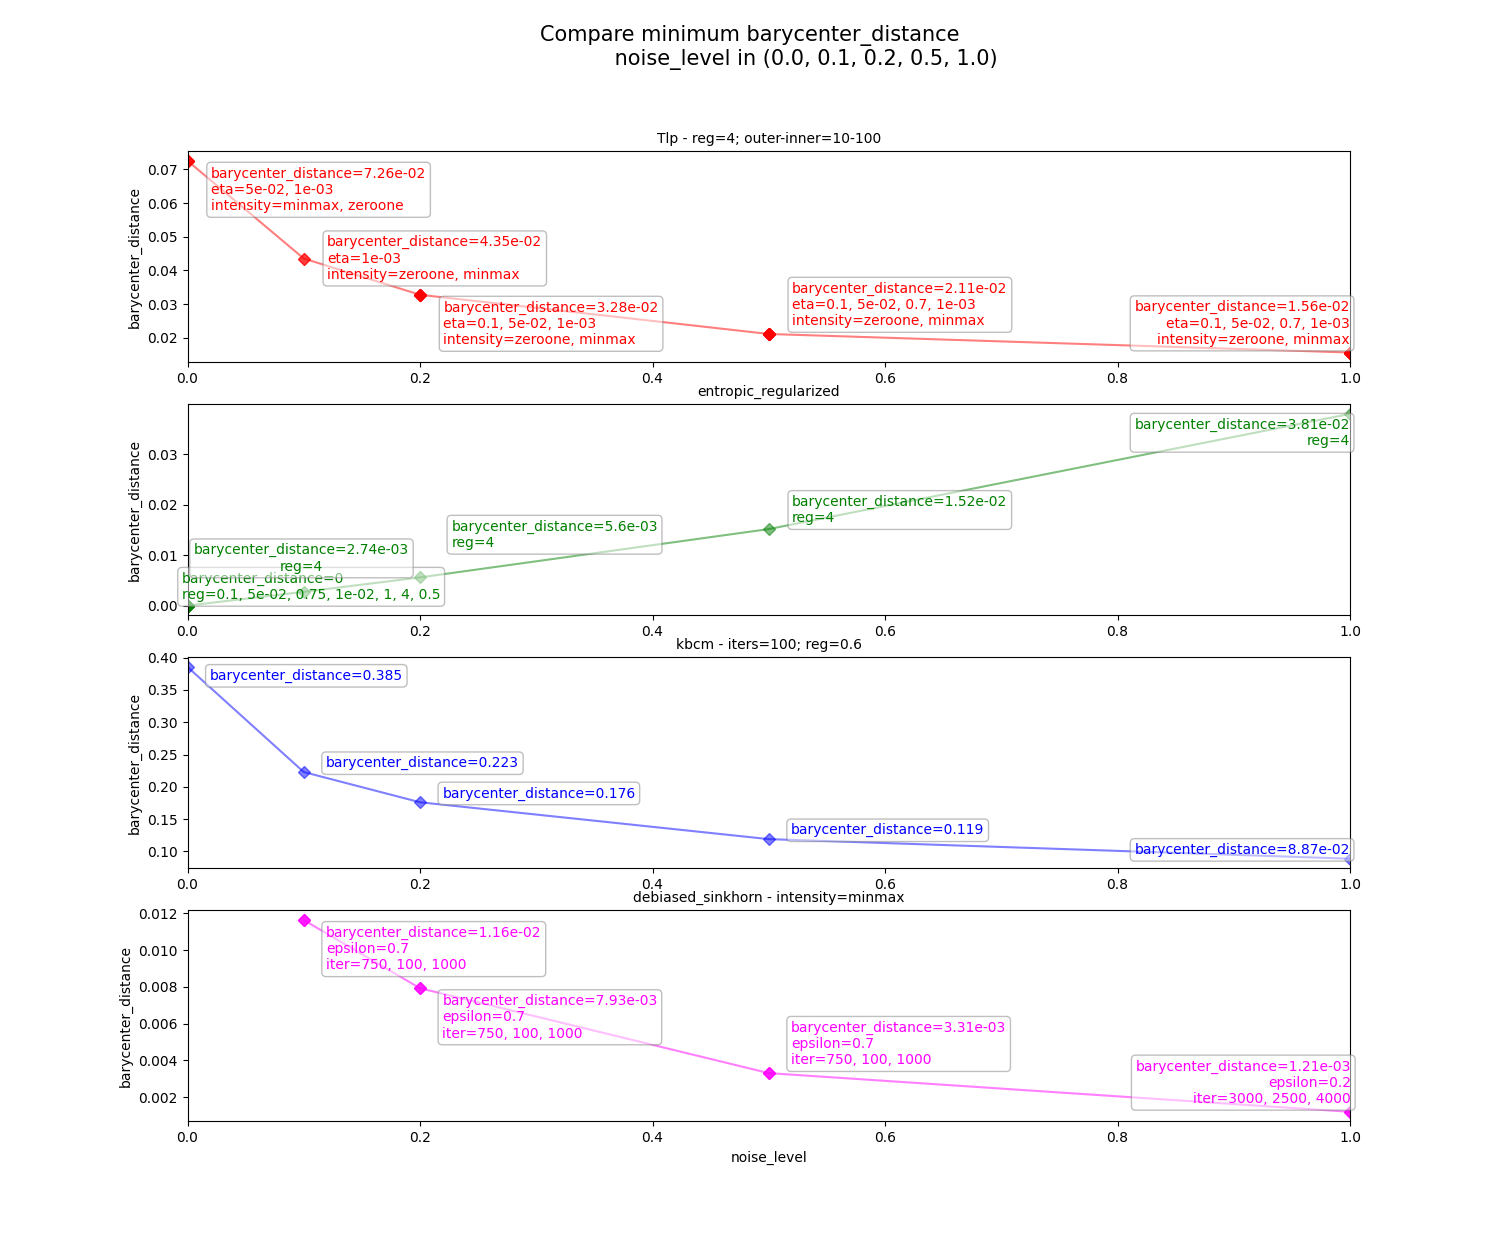 Compare minimum barycenter_distance
noise_level in (0.0, 0.1, 0.2, 0.5, 1.0)
Tlp - reg=4; outer-inner=10-100
barycenter_distance
0.07
0.06
0.05
0.04
0.03
0.02
barycenter_distance=7.26e-02
eta=5e-02, 1e-03
intensity=minmax, zeroone
barycenter_distance=4.35e-02
eta=1e-03
intensity=zeroone, minmax
barycenter_distance=3.28e-02
eta=0.1, 5e-02, 1e-03
intensity=zeroone, minmax
barycenter_distance=2.11e-02
eta=0.1, 5e-02, 0.7, 1e-03
intensity=zeroone, minmax
barycenter_distance=1.56e-02
eta=0.1, 5e-02, 0.7, 1e-03
intensity=zeroone, minmax
0.0 0.2 0.4 0.6 0.8 1.0
entropic_regularized
barycenter_distance
0.03
0.02
0.01
0.00
barycenter_distance=2.74e-03
reg=4
barycenter_distance=0
reg=0.1, 5e-02, 0.75, 1e-02, 1, 4, 0.5
barycenter_distance=5.6e-03
reg=4
barycenter_distance=1.52e-02
reg=4
barycenter_distance=3.81e-02
reg=4
0.0 0.2 0.4 0.6 0.8 1.0
kbcm - iters=100; reg=0.6
barycenter_distance
0.40
0.35
0.30
0.25
0.20
0.15
0.10
barycenter_distance=0.385
barycenter_distance=0.223
barycenter_distance=0.176
barycenter_distance=0.119
barycenter_distance=8.87e-02
0.0 0.2 0.4 0.6 0.8 1.0
debiased_sinkhorn - intensity=minmax
barycenter_distance
0.012
0.010
0.008
0.006
0.004
0.002
barycenter_distance=1.16e-02
epsilon=0.7
iter=750, 100, 1000
barycenter_distance=7.93e-03
epsilon=0.7
iter=750, 100, 1000
barycenter_distance=3.31e-03
epsilon=0.7
iter=750, 100, 1000
barycenter_distance=1.21e-03
epsilon=0.2
iter=3000, 2500, 4000
0.0 0.2 0.4 0.6 0.8 1.0
noise_level